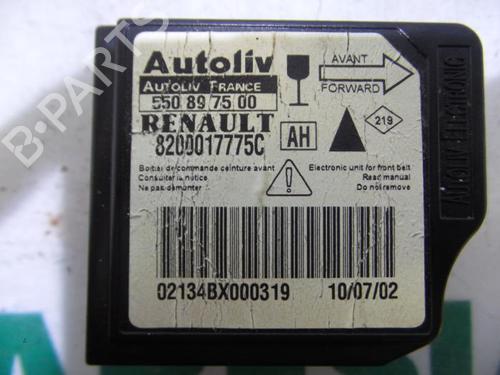 Autoliv
AUTOLIV FRANCE
550 89 75 00
RENAULT
8200017775C
AH
AVANT
FORWARD
219
Boitier de commande ceinture avant
Consulter la notice
Ne pas demonter
Electronic unit for front belt
Read manual
Do not remove
02134BX000319
10/07/02
AUTOLIV ELECTRONIC
B-PARTS